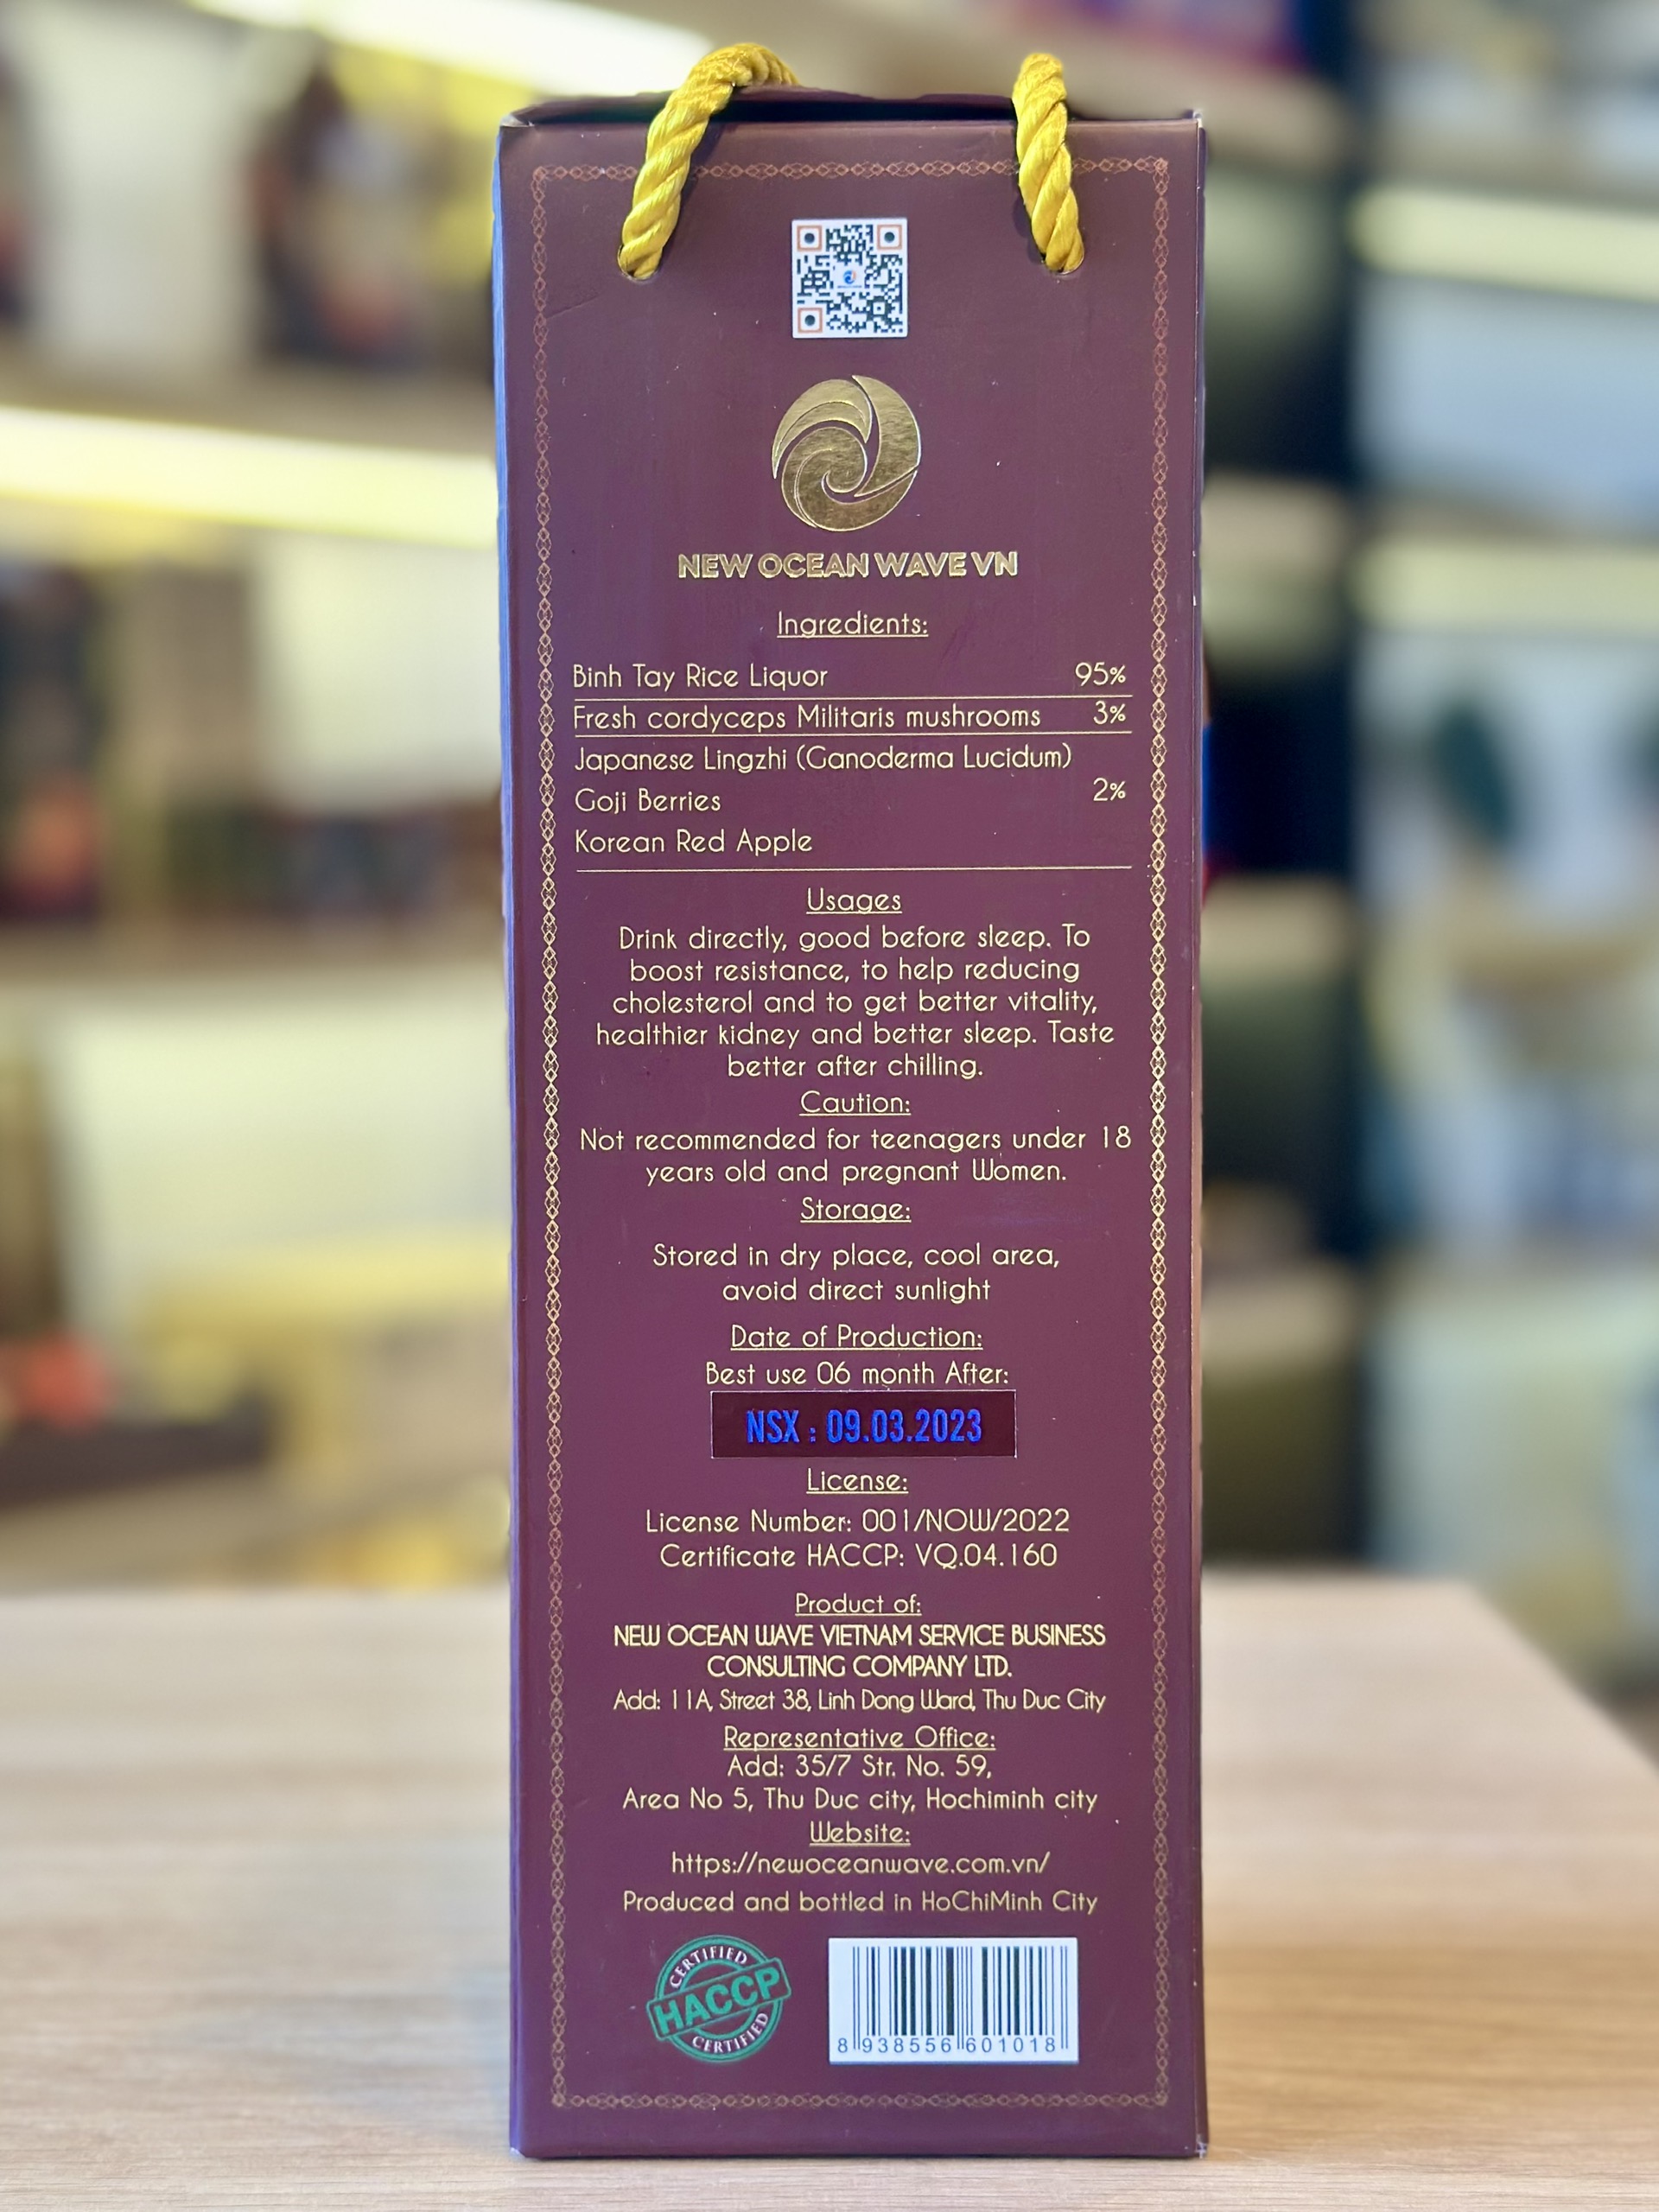 NEW OCEAN WAVE VN
Ingredients:
Binh Tay Rice Liquor 95%
Fresh cordyceps Militaris mushrooms 3%
Japanese Lingzhi (Ganoderma Lucidum)
Goji Berries 2%
Korean Red Apple
Usages
Drink directly, good before sleep. To
boost resistance, to help reducing
cholesterol and to get better vitality,
healthier kidney and better sleep. Taste
better after chilling.
Caution:
Not recommended for teenagers under 18
years old and pregnant Women.
Storage:
Stored in dry place, cool area,
avoid direct sunlight
Date of Production:
Best use 06 month After:
NSX : 09.03.2023
License:
License Number: 001/NOW/2022
Certificate HACCP: VQ.04.160
Product of:
NEW OCEAN WAVE VIETNAM SERVICE BUSINESS
CONSULTING COMPANY LTD.
Add: 11A, Street 38, Linh Dong Ward, Thu Duc City
Representative Office:
Add: 35/7 Str. No. 59,
Area No 5, Thu Duc city, Hochiminh city
Website:
https://newoceanwave.com.vn/
Produced and bottled in HoChiMinh City
CERTIFIED
HACCP
CERTIFIED
8 938556 601018